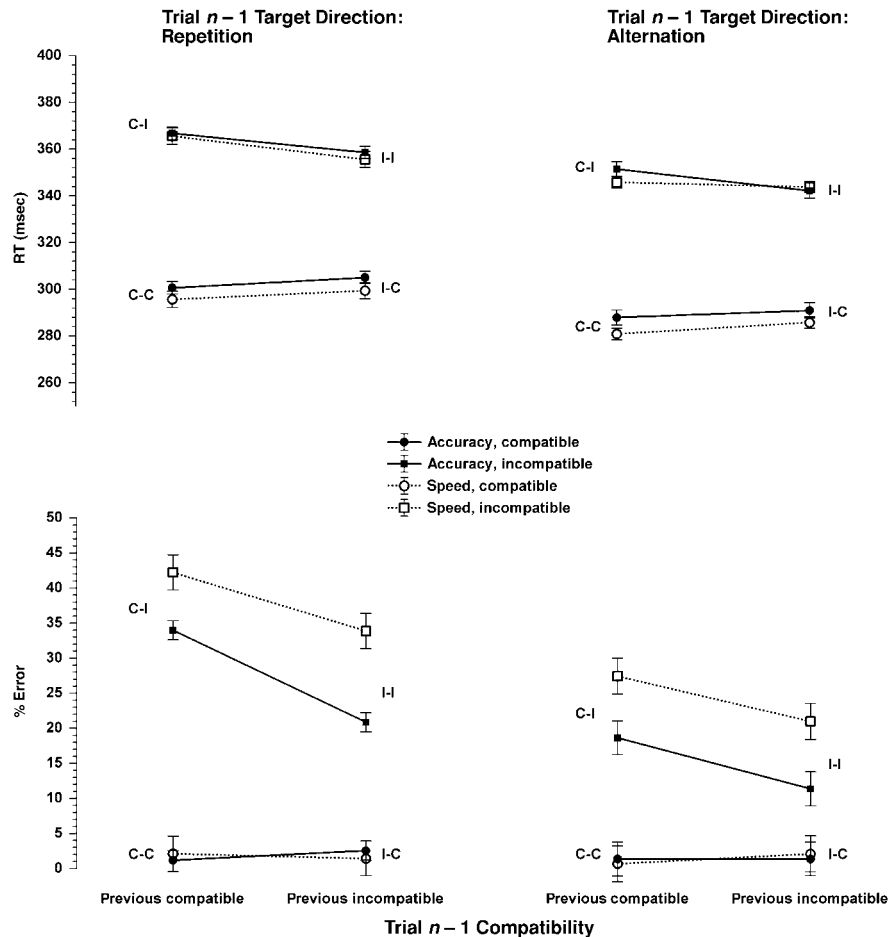 Trial n – 1 Target Direction:
Repetition
Trial n – 1 Target Direction:
Alternation
400
380
360
340
320
300
280
260
RT (msec)
C-I
I-I
C-C
I-C
C-I
I-I
C-C
I-C
Accuracy, compatible
Accuracy, incompatible
Speed, compatible
Speed, incompatible
50
45
40
35
30
25
20
15
10
5
0
% Error
C-I
I-I
C-C
I-C
C-I
I-I
C-C
I-C
Previous compatible
Previous incompatible
Previous compatible
Previous incompatible
Trial n – 1 Compatibility